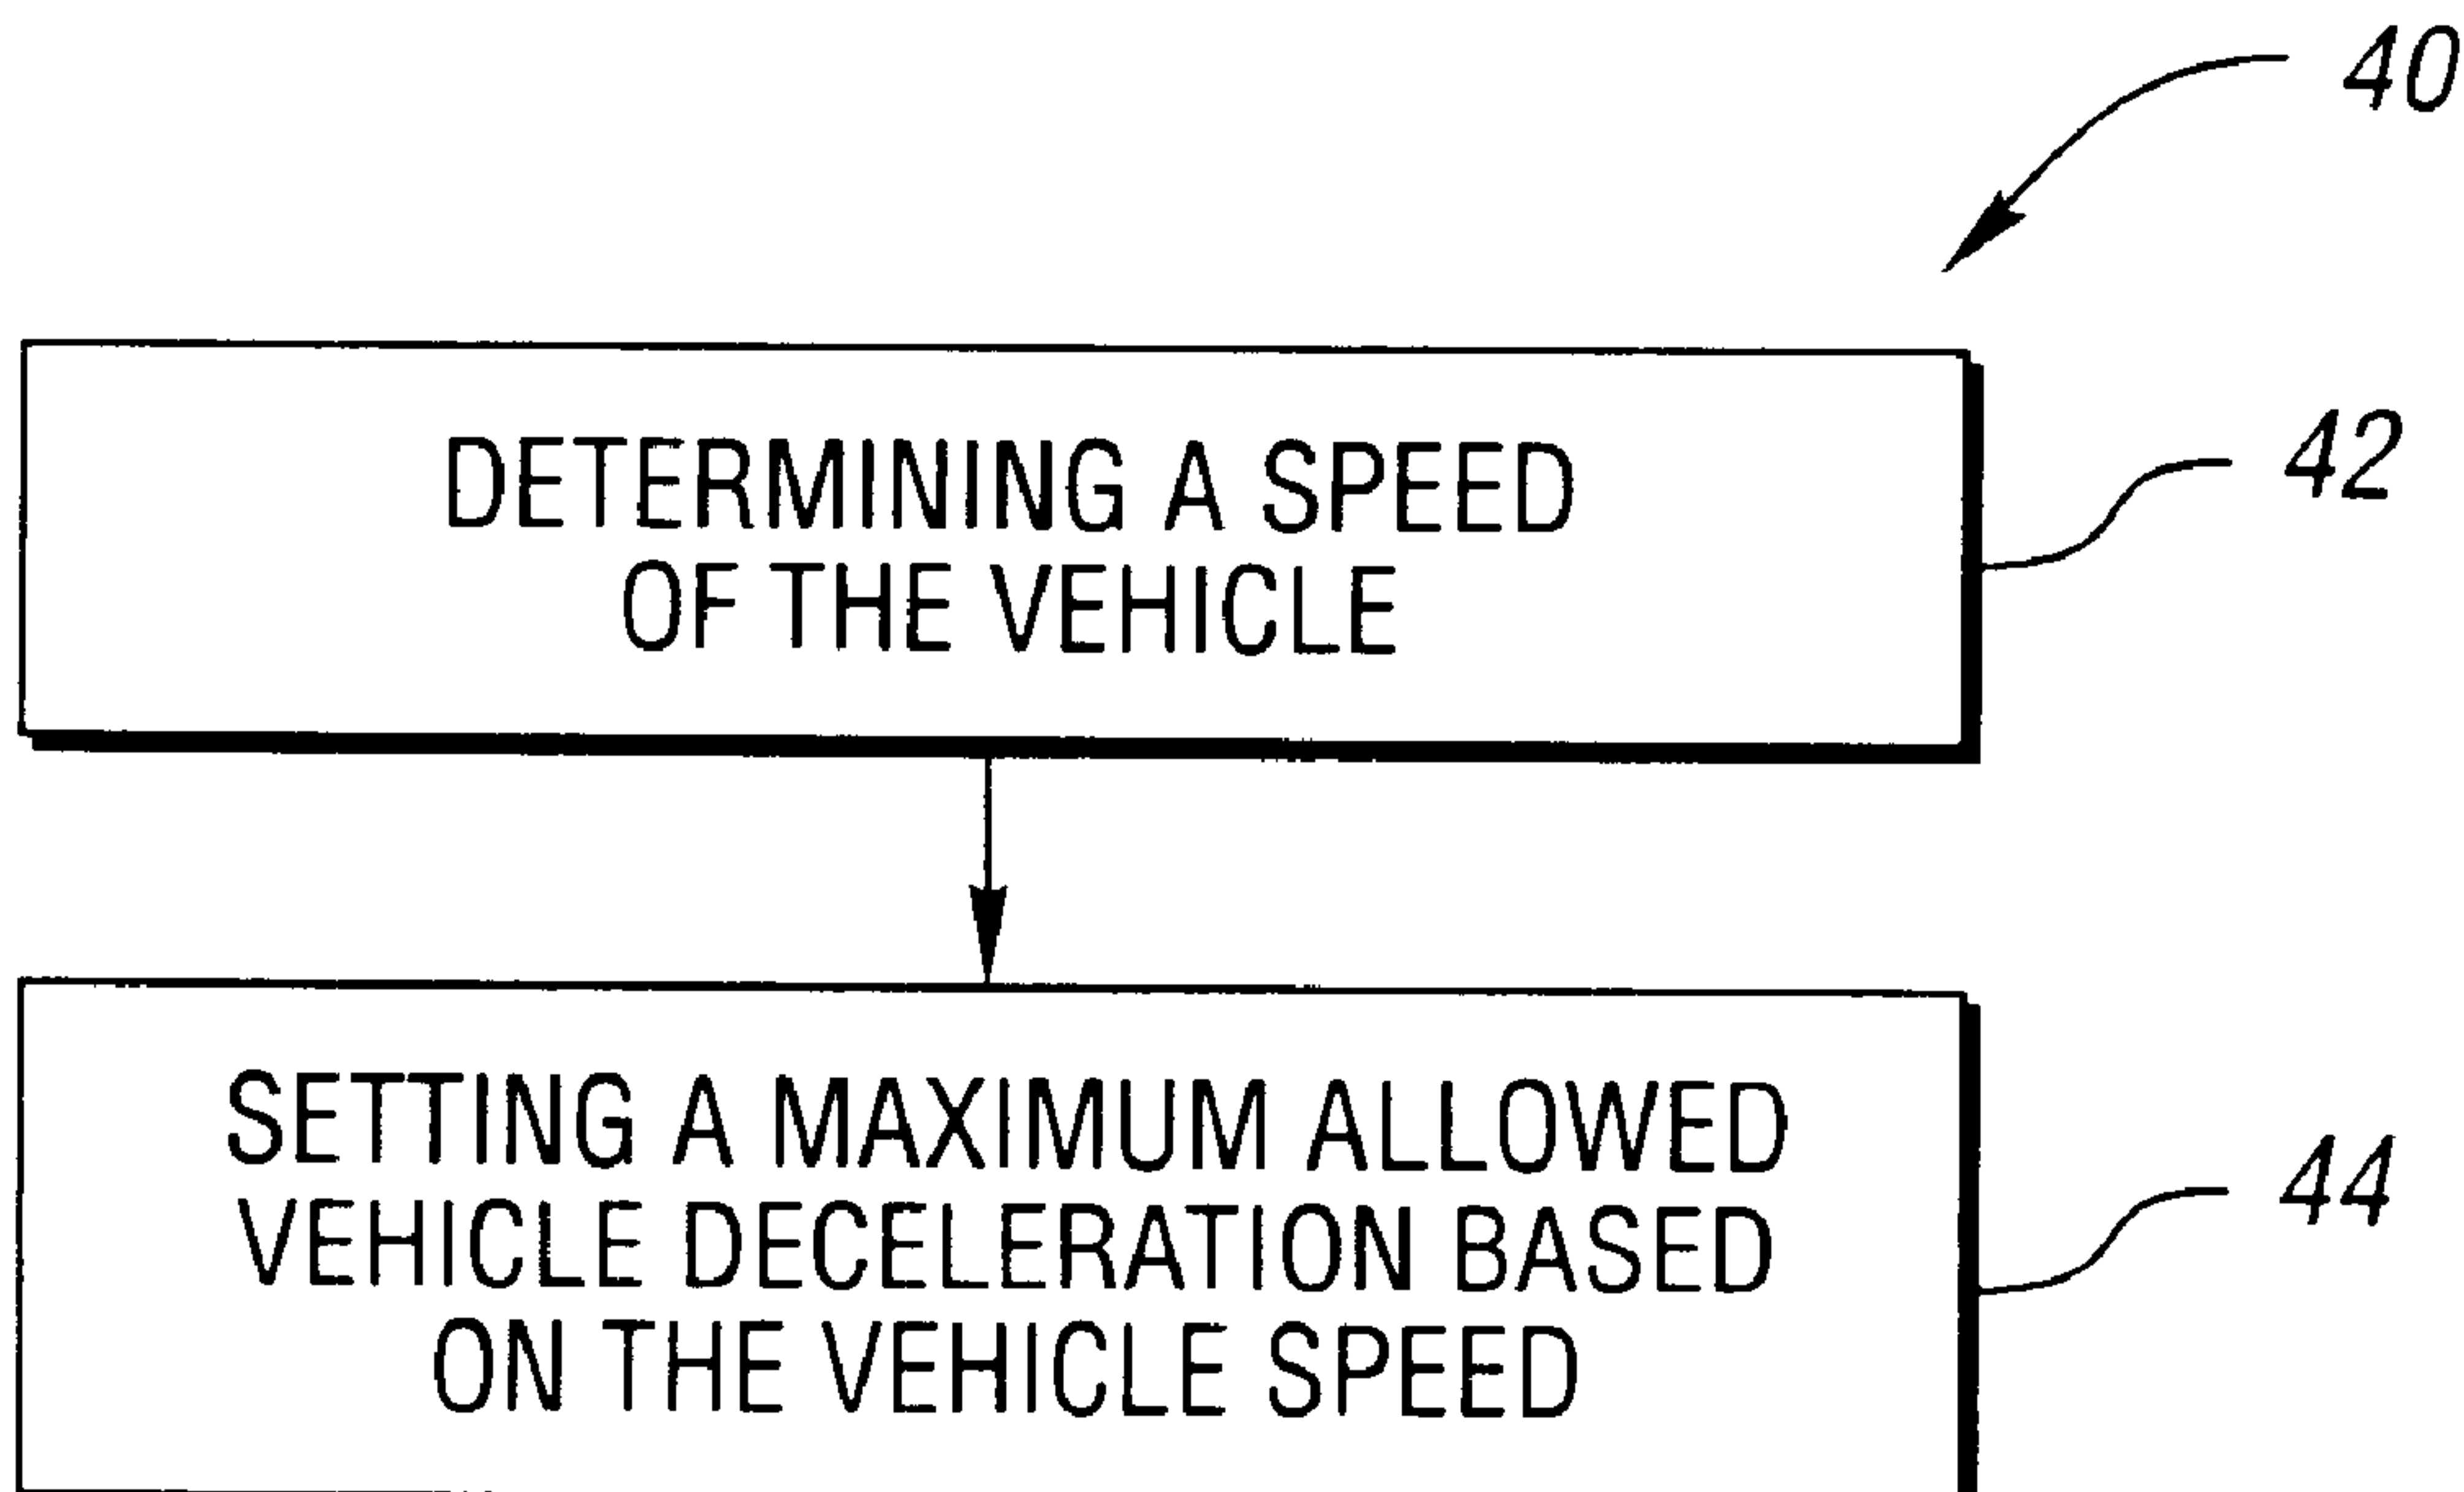 40
DETERMINING A SPEED
OF THE VEHICLE
42
SETTING A MAXIMUM ALLOWED
VEHICLE DECELERATION BASED
ON THE VEHICLE SPEED
44